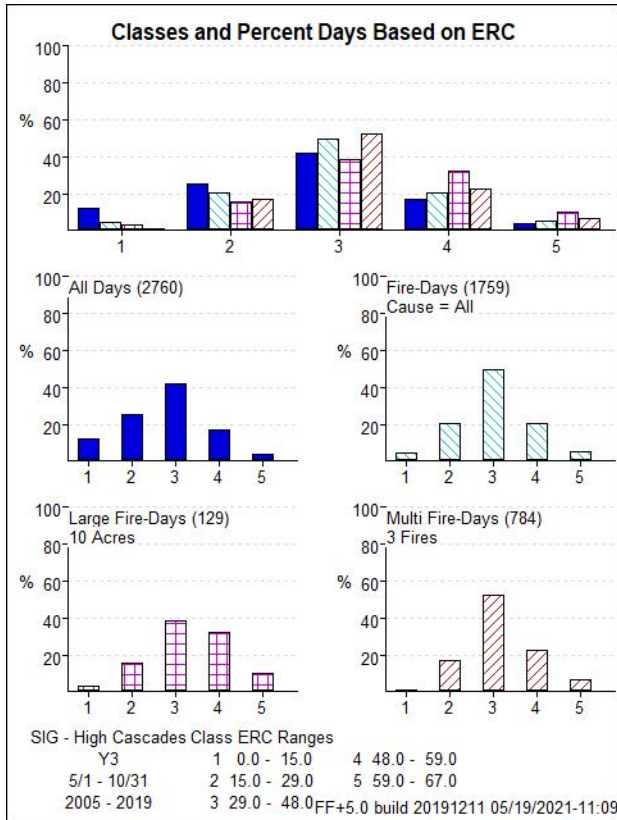 Classes and Percent Days Based on ERC
100
80
% 60
40
20
1 2 3 4 5
All Days (2760)
100
80
% 60
40
20
1 2 3 4 5
Fire-Days (1759)
Cause = All
100
80
% 60
40
20
1 2 3 4 5
Large Fire-Days (129)
10 Acres
100
80
% 60
40
20
1 2 3 4 5
Multi Fire-Days (784)
3 Fires
100
80
% 60
40
20
1 2 3 4 5
SIG - High Cascades Class ERC Ranges
Y3 1 0.0 - 15.0 4 48.0 - 59.0
5/1 - 10/31 2 15.0 - 29.0 5 59.0 - 67.0
2005 - 2019 3 29.0 - 48.0 FF+5.0 build 20191211 05/19/2021-11:09